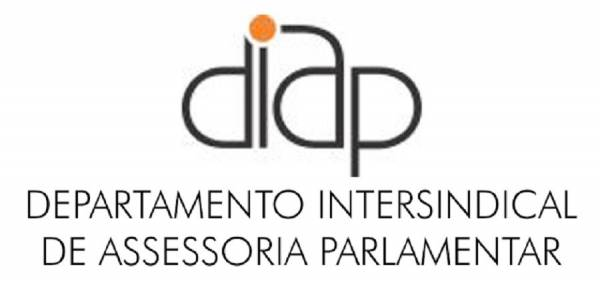 diap
DEPARTAMENTO INTERSINDICAL
DE ASSESSORIA PARLAMENTAR